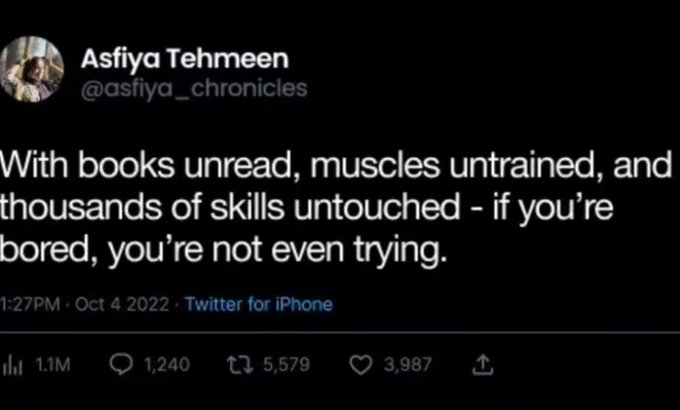 Asfiya Tehmeen
@asfiya_chronicles
With books unread, muscles untrained, and
thousands of skills untouched - if you're
bored, you're not even trying.
1:27PM · Oct 4 2022 · Twitter for iPhone
1.1M 1,240 5,579 3,987